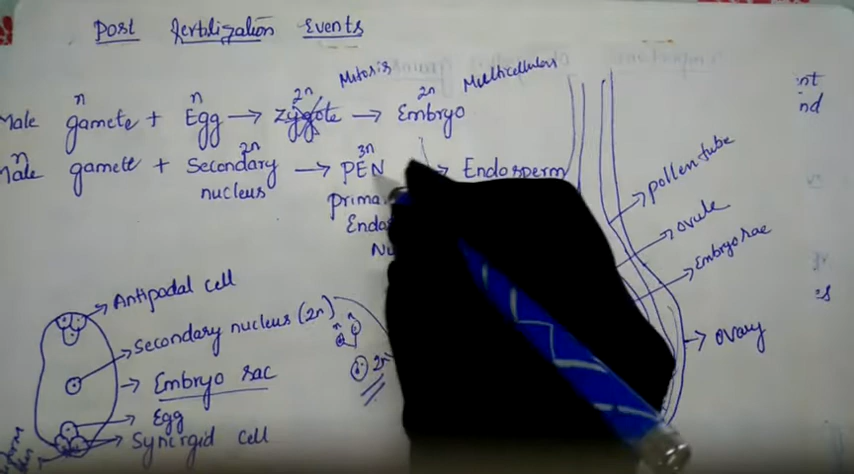 Post Fertilization Events
Mitosis Multicellular
n n 2n 2n
Male gamete + Egg → Zygote → Embryo
n 2n 3n
Male gamete + Secondary → PEN → Endosperm
nucleus
Prima
Endo
Nu
pollen tube
ovule
Embryo sac
ovary
Antipodal cell
Secondary nucleus (2n)
n n
2n
Embryo sac
Egg
Synergid cell